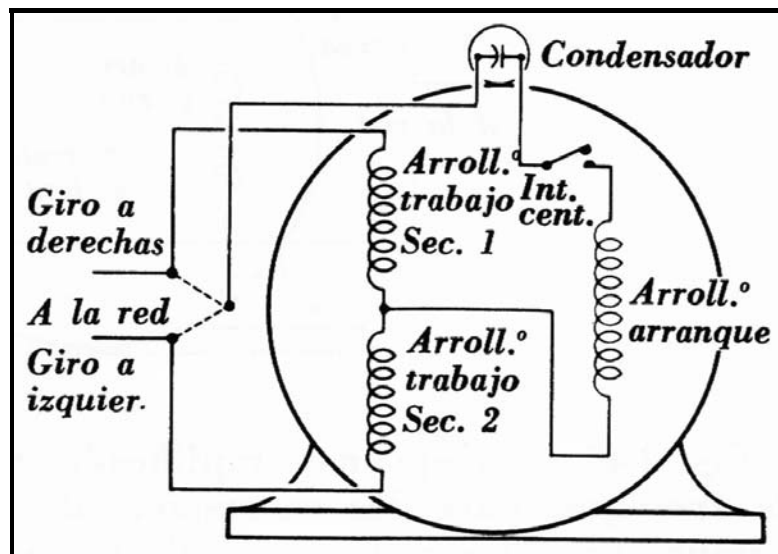 Condensador
Arroll.º
trabajo
Sec. 1
Int.
cent.
Giro a
derechas
A la red
Giro a
izquier.
Arroll.º
trabajo
Sec. 2
Arroll.º
arranque